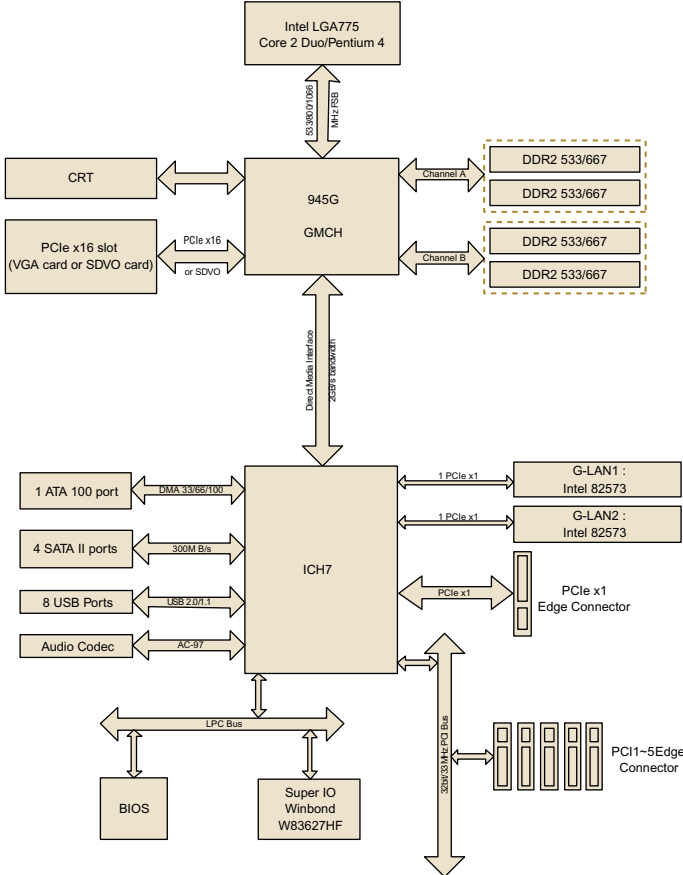 Intel LGA775
Core 2 Duo/Pentium 4
533/800/1066
MHz FSB
CRT
945G
GMCH
Channel A
DDR2 533/667
DDR2 533/667
PCIe x16 slot
(VGA card or SDVO card)
PCIe x16
or SDVO
Channel B
DDR2 533/667
DDR2 533/667
Direct Media Interface
2GB/s bandwidth
1 ATA 100 port
DMA 33/66/100
1 PCIe x1
G-LAN1 :
Intel 82573
4 SATA II ports
300M B/s
1 PCIe x1
G-LAN2 :
Intel 82573
ICH7
8 USB Ports
USB 2.0/1.1
PCIe x1
PCIe x1
Edge Connector
Audio Codec
AC-97
LPC Bus
32bit/33MHz PCI Bus
PCI1~5Edge
Connector
BIOS
Super IO
Winbond
W83627HF